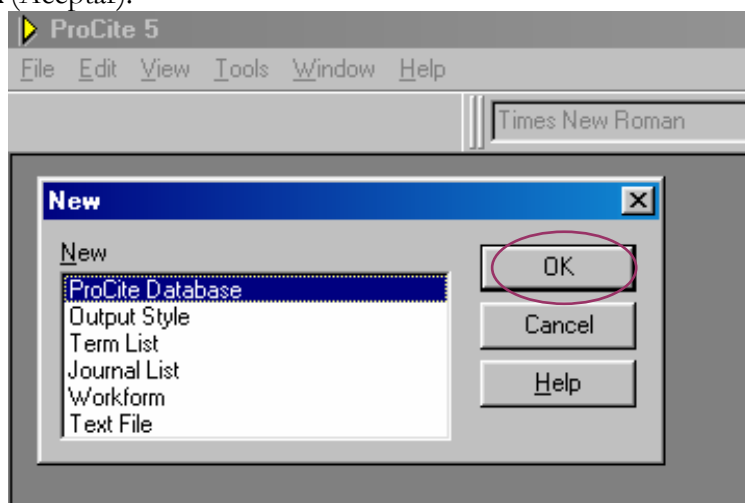 (Aceptar).
ProCite 5
File Edit View Tools Window Help
Times New Roman
New
New
ProCite Database
Output Style
Term List
Journal List
Workform
Text File
OK
Cancel
Help